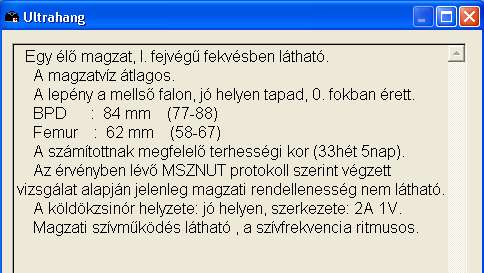 Ultrahang
Egy élő magzat, I. fejvégű fekvésben látható.
A magzatvíz átlagos.
A lepény a mellső falon, jó helyen tapad, 0. fokban érett.
BPD : 84 mm (77-88)
Femur : 62 mm (58-67)
A számítottnak megfelelő terhességi kor (33hét 5nap).
Az érvényben lévő MSZNUT protokoll szerint végzett
vizsgálat alapján jelenleg magzati rendellenesség nem látható.
A köldökzsinór helyzete: jó helyen, szerkezete: 2A 1V.
Magzati szívműködés látható , a szívfrekvencia ritmusos.